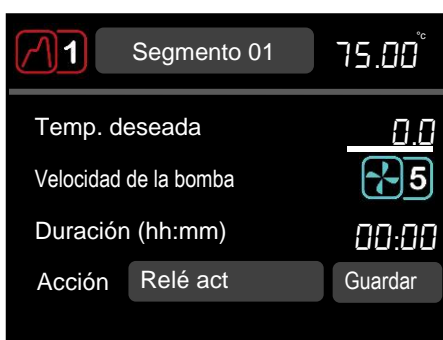 1 Segmento 01 75.00 °c
Temp. deseada 0.0
Velocidad de la bomba 5
Duración (hh:mm) 00:00
Acción Relé act Guardar